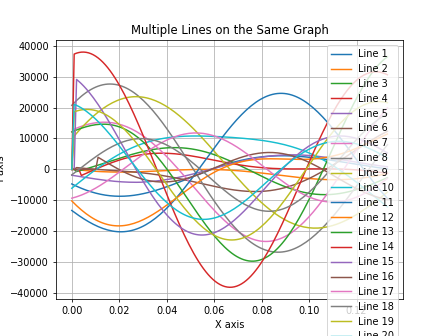 Multiple Lines on the Same Graph
40000
30000
20000
10000
0
−10000
−20000
−30000
−40000
0.00
0.02
0.04
0.06
0.08
0.10
X axis
Line 1
Line 2
Line 3
Line 4
Line 5
Line 6
Line 7
Line 8
Line 9
Line 10
Line 11
Line 12
Line 13
Line 14
Line 15
Line 16
Line 17
Line 18
Line 19
Line 20